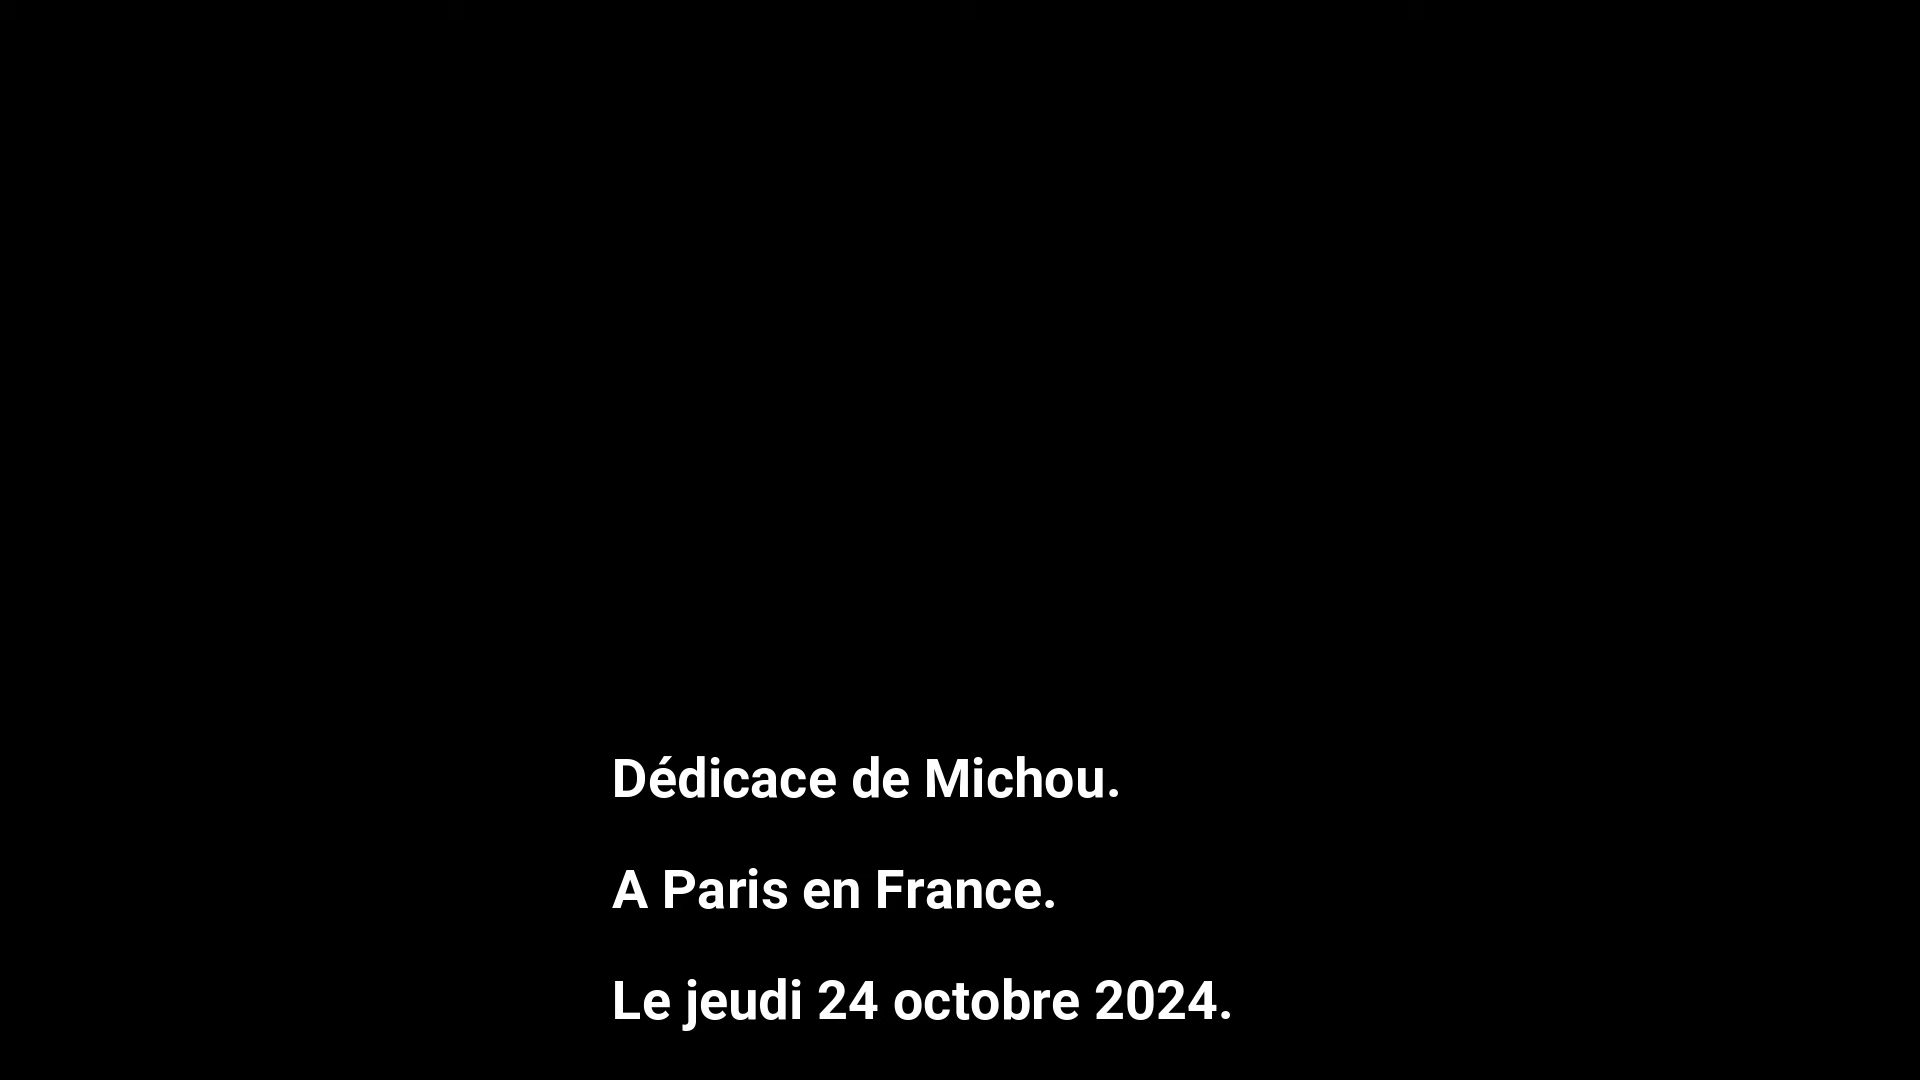 Dédicace de Michou.
A Paris en France.
Le jeudi 24 octobre 2024.